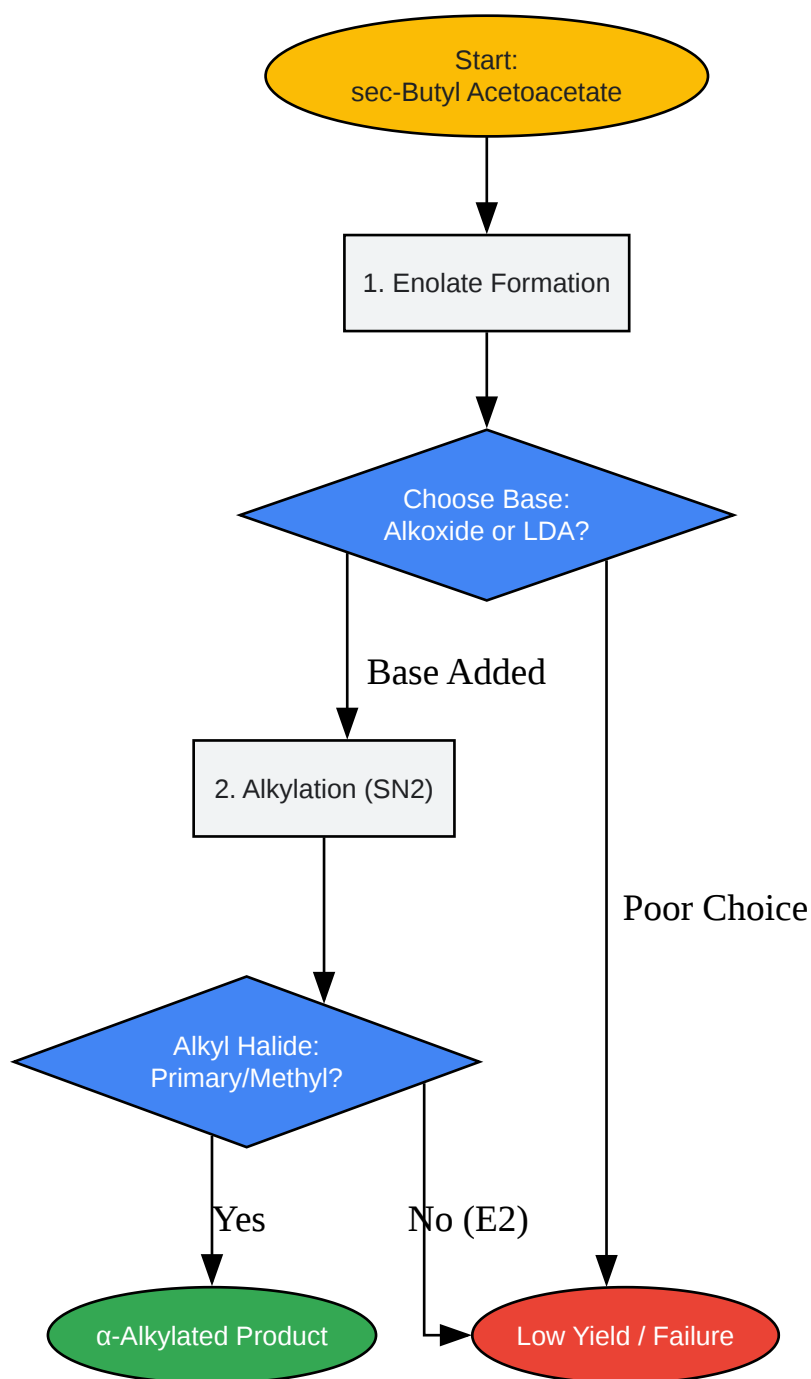 Start:
sec-Butyl Acetoacetate
1. Enolate Formation
Choose Base:
Alkoxide or LDA?
Base Added
2. Alkylation (SN2)
Poor Choice
Alkyl Halide:
Primary/Methyl?
Yes
No (E2)
α-Alkylated Product
Low Yield / Failure